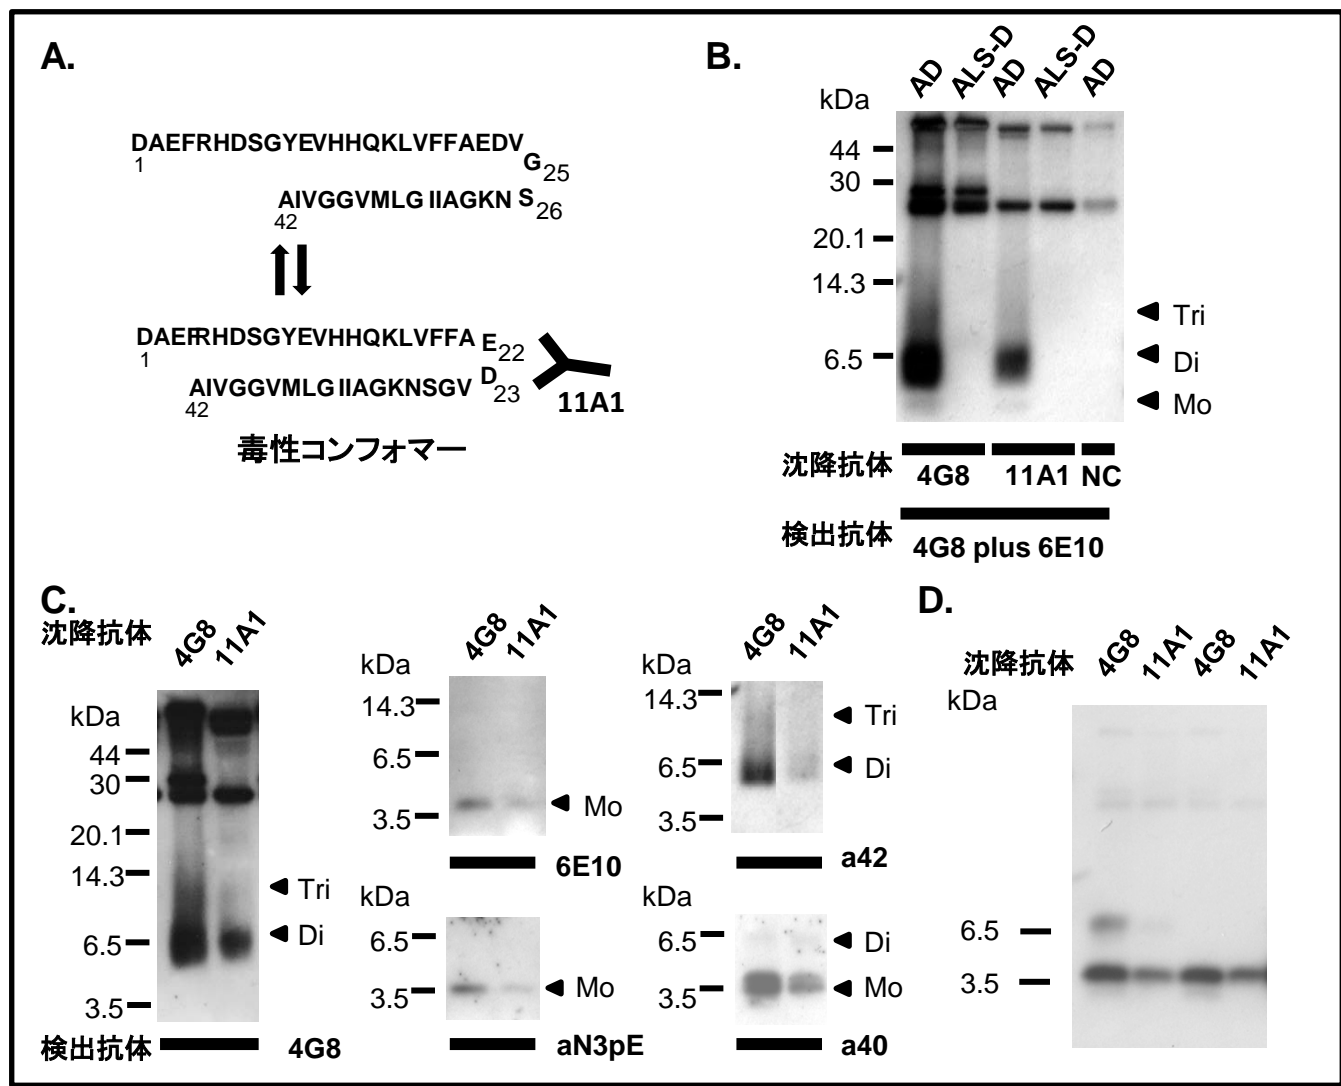 A.
DAEFRHDSGYEVHHQKLVFFAEDV
1
G25
S26
AIVGGVMLG IIAGKN
42
DAEFRHDSGYEVHHQKLVFFA
1
E22
D23
AIVGGVMLG IIAGKNSGV
42
11A1
毒性コンフォマー
B.
AD ALS-D AD ALS-D AD
kDa
44
30
20.1
14.3
6.5
Tri
Di
Mo
沈降抗体 4G8 11A1 NC
検出抗体 4G8 plus 6E10
C.
沈降抗体 4G8 11A1
kDa
44
30
20.1
14.3
6.5
3.5
Tri
Di
検出抗体 4G8
4G8 11A1
kDa
14.3
6.5
3.5
Mo
6E10
kDa
6.5
3.5
Mo
aN3pE
4G8 11A1
kDa
14.3
6.5
3.5
Tri
Di
a42
kDa
6.5
3.5
Di
Mo
a40
D.
沈降抗体 4G8 11A1 4G8 11A1
kDa
6.5
3.5